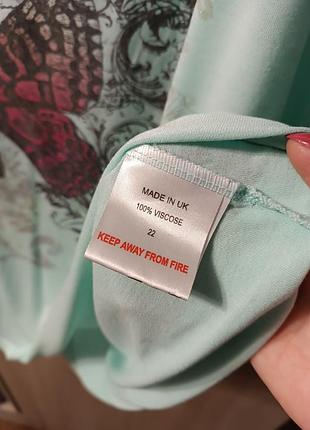 MADE IN UK
100% VISCOSE
22
KEEP AWAY FROM FIRE